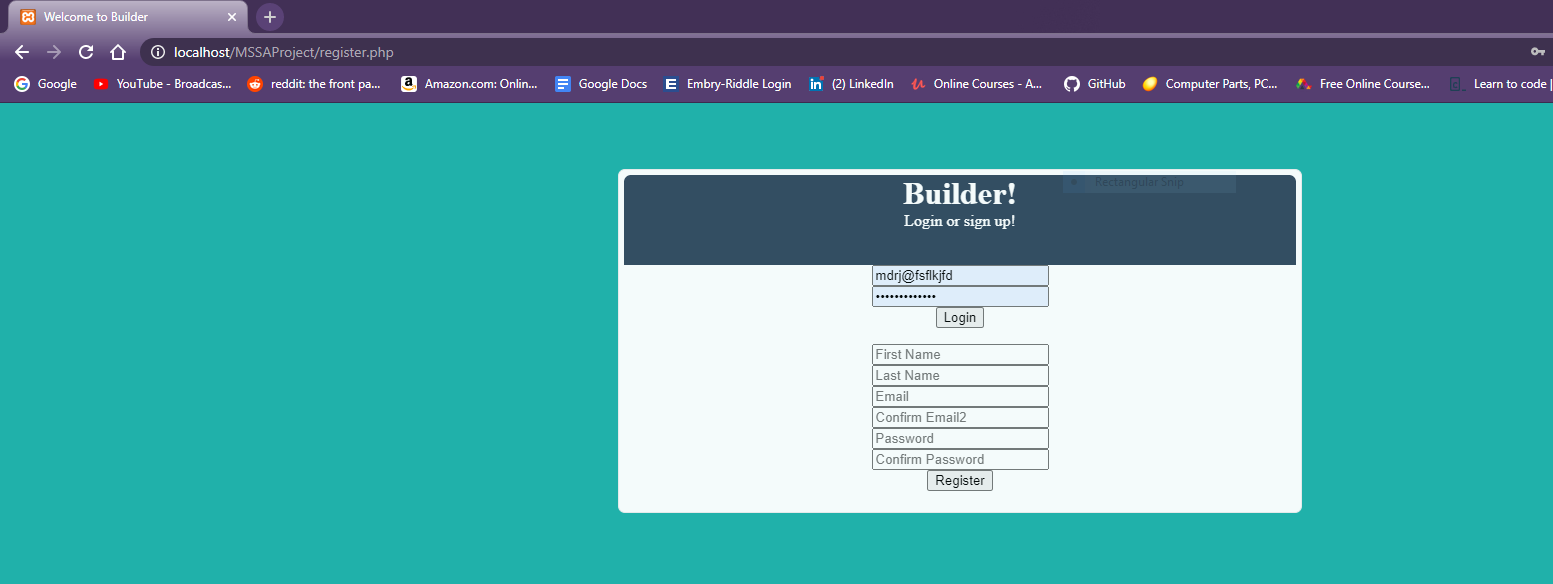 Welcome to Builder
localhost/MSSAProject/register.php
Google YouTube - Broadcas... reddit: the front pa... Amazon.com: Onlin... Google Docs Embry-Riddle Login (2) LinkedIn Online Courses - A... GitHub Computer Parts, PC... Free Online Course... Learn to code |
Rectangular Snip
Builder!
Login or sign up!
mdrj@fsflkjfd
•••••••••••••
Login
First Name
Last Name
Email
Confirm Email2
Password
Confirm Password
Register